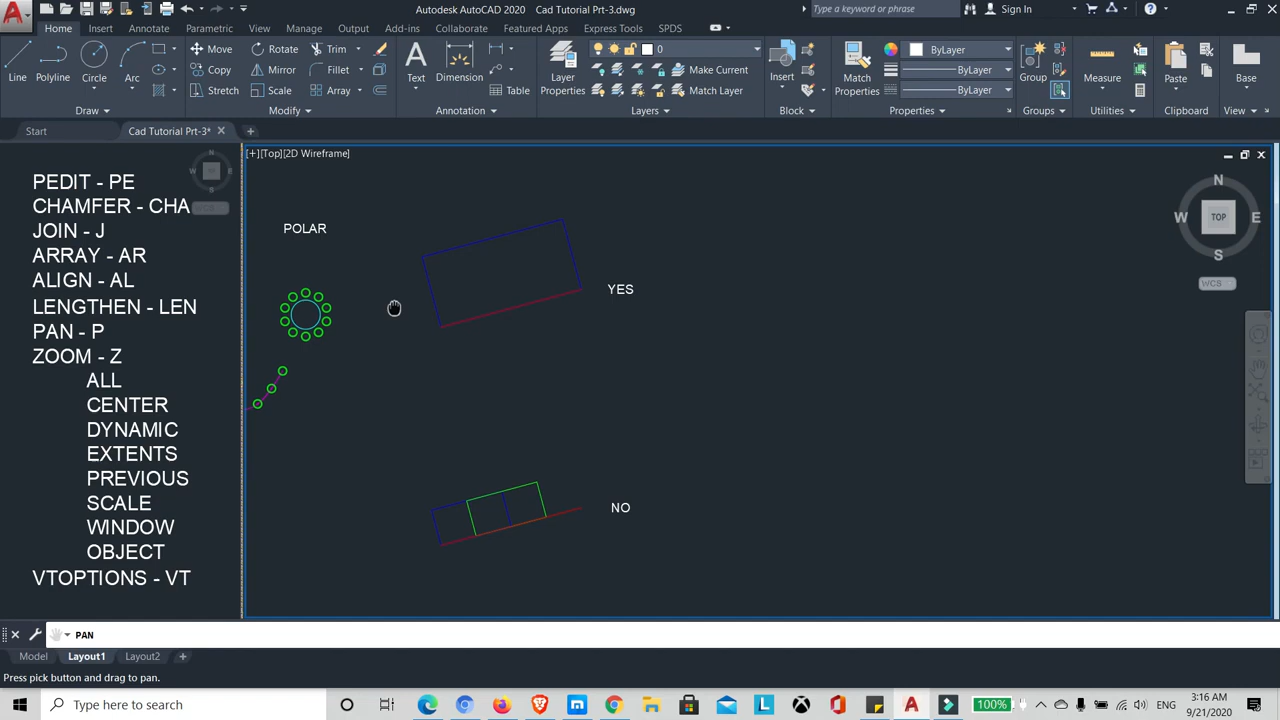 Autodesk AutoCAD 2020 Cad Tutorial Prt-3.dwg
Type a keyword or phrase
Sign In
Home Insert Annotate Parametric View Manage Output Add-ins Collaborate Featured Apps Express Tools SPDS
Line Polyline Circle Arc
Move Rotate Trim
Copy Mirror Fillet
Stretch Scale Array
Text Dimension Table
Layer Properties
0
Make Current
Match Layer
Insert
Match Properties
ByLayer
ByLayer
ByLayer
Group
Measure
Paste
Base
Draw Modify Annotation Layers Block Properties Groups Utilities Clipboard View
Start Cad Tutorial Prt-3*
[+][Top][2D Wireframe]
PEDIT - PE
CHAMFER - CHA
JOIN - J
ARRAY - AR
ALIGN - AL
LENGTHEN - LEN
PAN - P
ZOOM - Z
ALL
CENTER
DYNAMIC
EXTENTS
PREVIOUS
SCALE
WINDOW
OBJECT
VTOPTIONS - VT
N
W E
WCS
POLAR
YES
NO
N
W TOP E
S
WCS
PAN
Model Layout1 Layout2
Press pick button and drag to pan.
Type here to search
100%
ENG
3:16 AM
9/21/2020